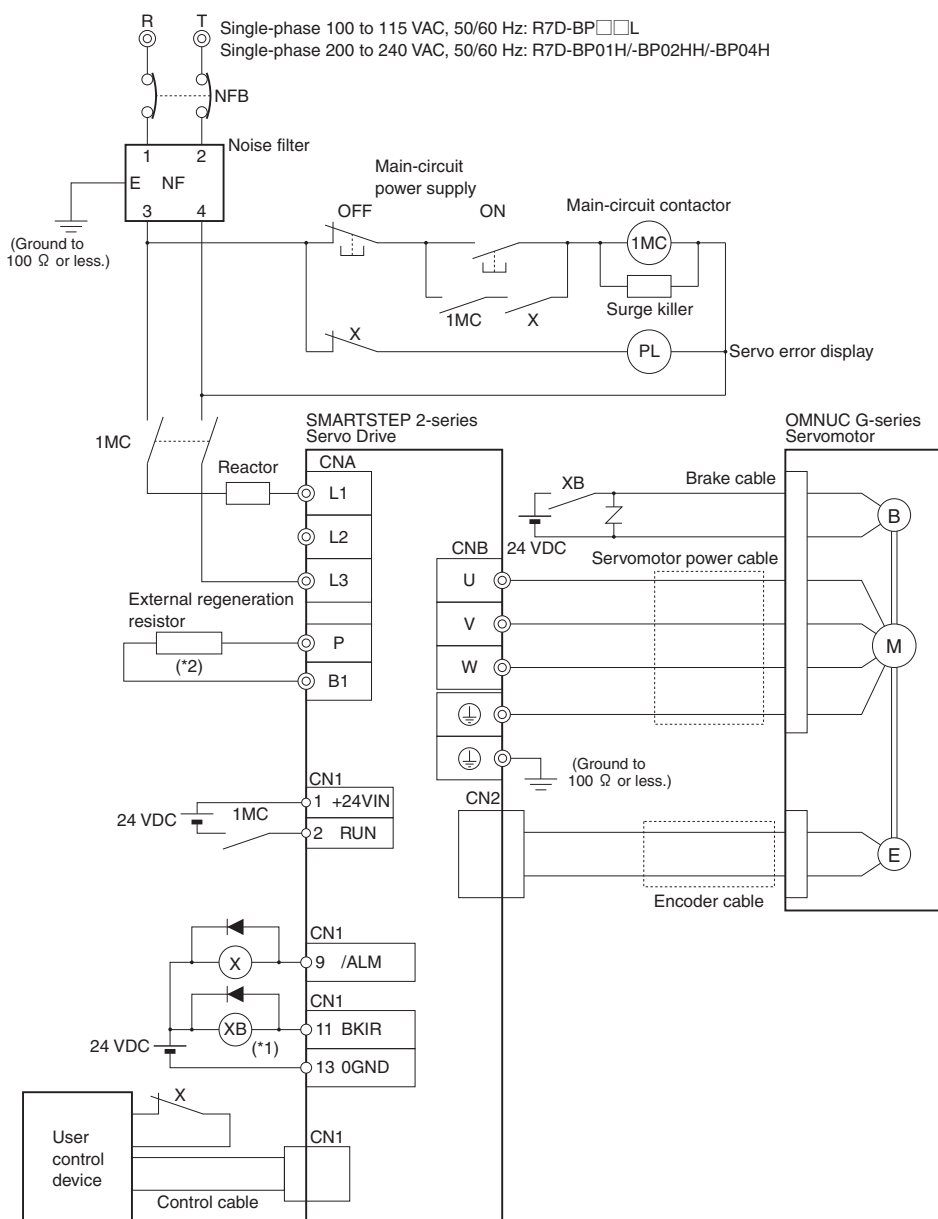 R T Single-phase 100 to 115 VAC, 50/60 Hz: R7D-BP□□L
Single-phase 200 to 240 VAC, 50/60 Hz: R7D-BP01H/-BP02HH/-BP04H
NFB
Noise filter
1 2
E NF
3 4
(Ground to
100 Ω or less.)
Main-circuit
power supply
OFF ON
Main-circuit contactor
1MC
Surge killer
1MC X
X
PL
Servo error display
1MC
SMARTSTEP 2-series
Servo Drive
OMNUC G-series
Servomotor
CNA
Reactor
L1
L2
L3
External regeneration
resistor
(*2)
P
B1
XB
Brake cable
24 VDC
B
CNB
Servomotor power cable
U
V
W
M
(Ground to
100 Ω or less.)
CN1
1 +24VIN
24 VDC
1MC
2 RUN
CN2
E
Encoder cable
CN1
X
9 /ALM
CN1
XB
(*1)
11 BKIR
24 VDC
13 0GND
X
User
control
device
CN1
Control cable